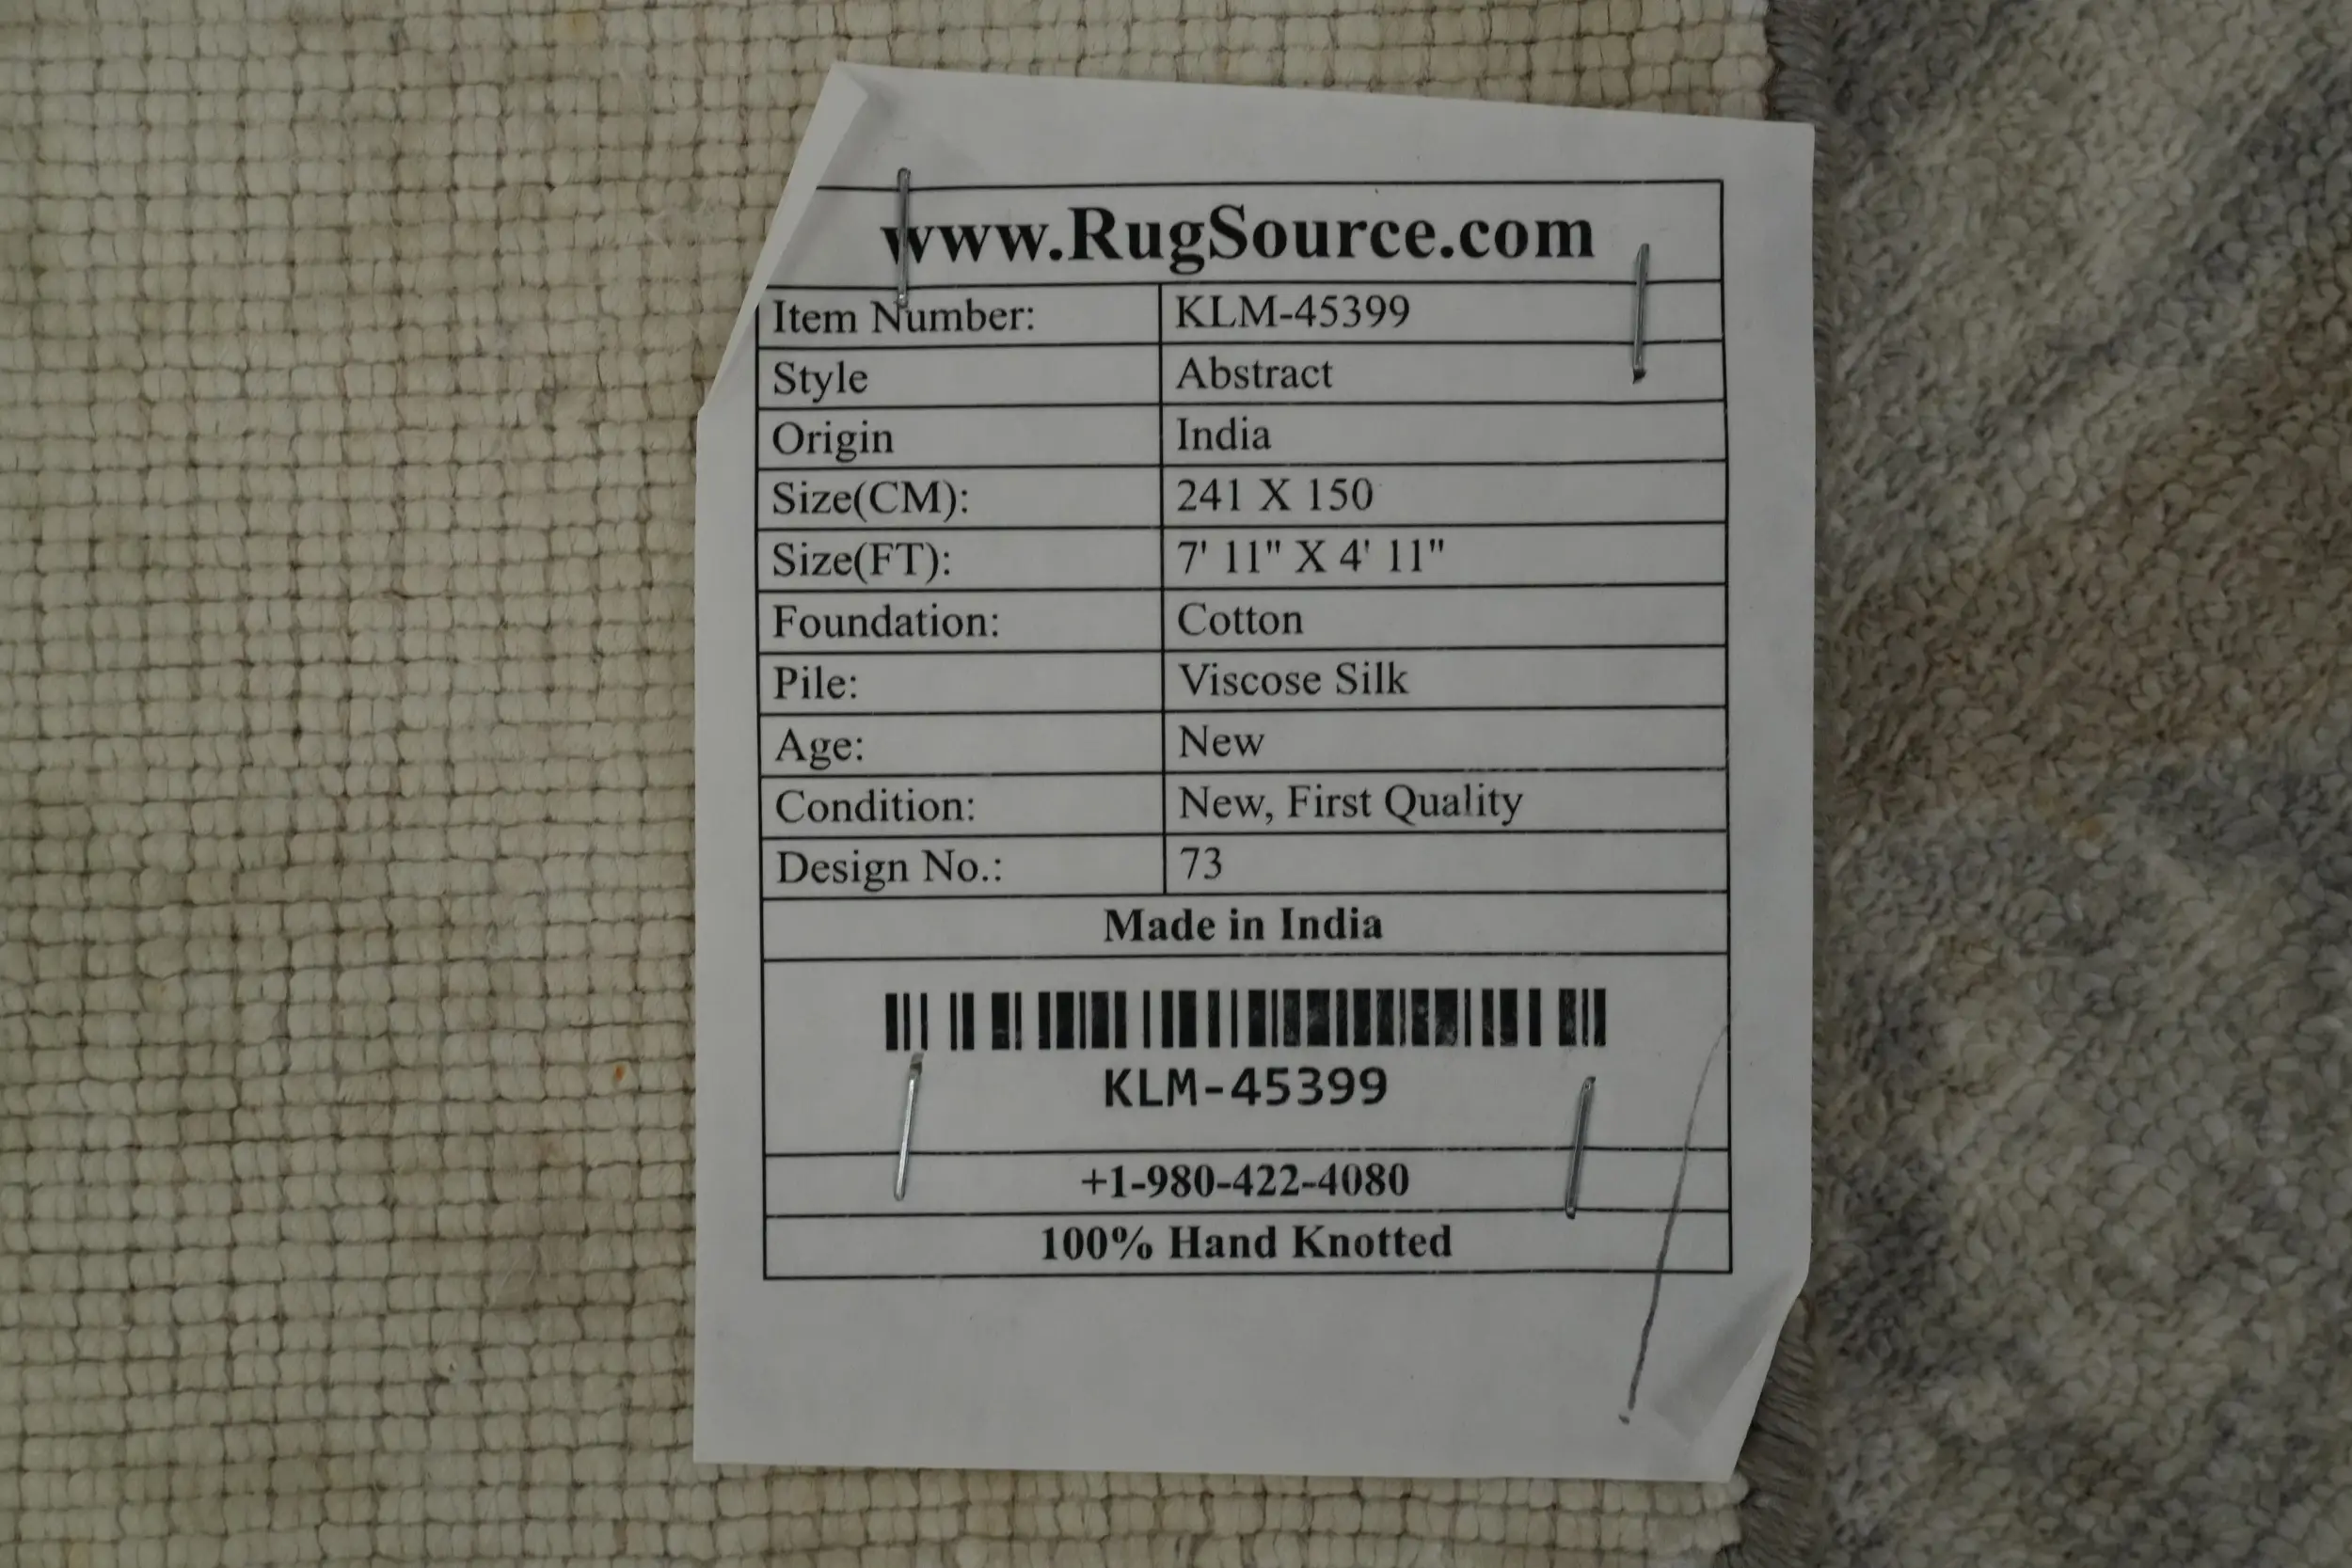 www.RugSource.com
Item Number: KLM-45399
Style Abstract
Origin India
Size(CM): 241 X 150
Size(FT): 7' 11" X 4' 11"
Foundation: Cotton
Pile: Viscose Silk
Age: New
Condition: New, First Quality
Design No.: 73
Made in India
KLM-45399
+1-980-422-4080
100% Hand Knotted